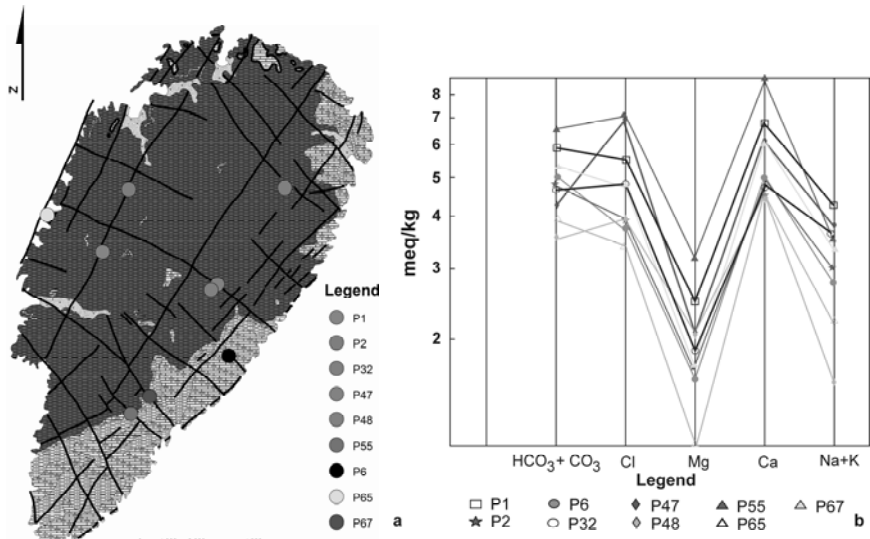 Z
Legend
P1
P2
P32
P47
P48
P55
P6
P65
P67
a
meq/kg
8
7
6
5
4
3
2
HCO₃+ CO₃ Cl Mg Ca Na+K
Legend
P1 P6 P47 P55 P67
P2 P32 P48 P65
b